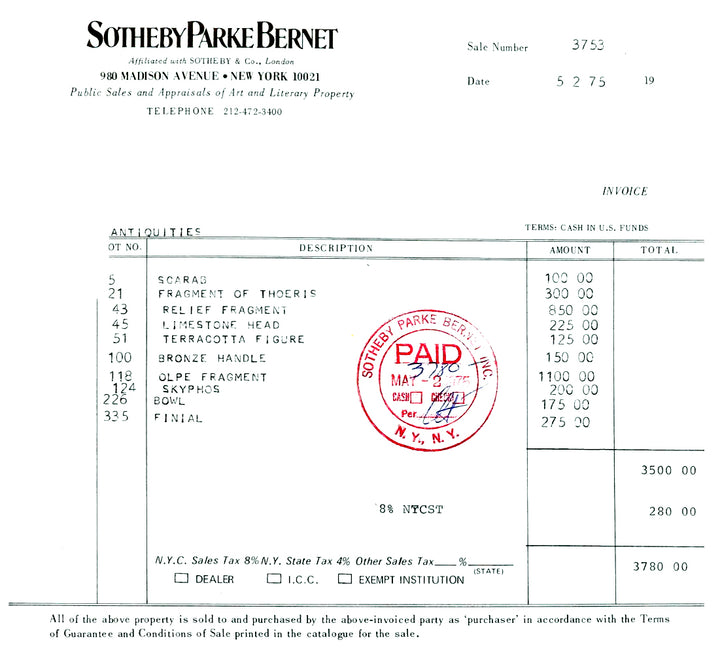 SOTHEBY PARKE BERNET
Affiliated with SOTHEBY & Co., London
980 MADISON AVENUE • NEW YORK 10021
Public Sales and Appraisals of Art and Literary Property
TELEPHONE 212-472-3400
Sale Number 3753
Date 5 2 75 19
INVOICE
ANTIQUITIES TERMS: CASH IN U.S. FUNDS
OT NO. DESCRIPTION AMOUNT TOTAL
5 SCARAB 100 00
21 FRAGMENT OF THOERIS 300 00
43 RELIEF FRAGMENT 850 00
45 LIMESTONE HEAD 225 00
51 TERRACOTTA FIGURE 125 00
100 BRONZE HANDLE 150 00
118 OLPE FRAGMENT 1100 00
124 SKYPHOS 200 00
226 BOWL 175 00
335 FINIAL 275 00
SOTHEBY PARKE BERNET, INC.
PAID
3780
MAY - 2 1975
CASH CHECK
Per
N.Y., N.Y.
3500 00
8% NYCST 280 00
3780 00
N.Y.C. Sales Tax 8% N.Y. State Tax 4% Other Sales Tax____%________
(STATE)
DEALER I.C.C. EXEMPT INSTITUTION
All of the above property is sold to and purchased by the above-invoiced party as 'purchaser' in accordance with the Terms
of Guarantee and Conditions of Sale printed in the catalogue for the sale.